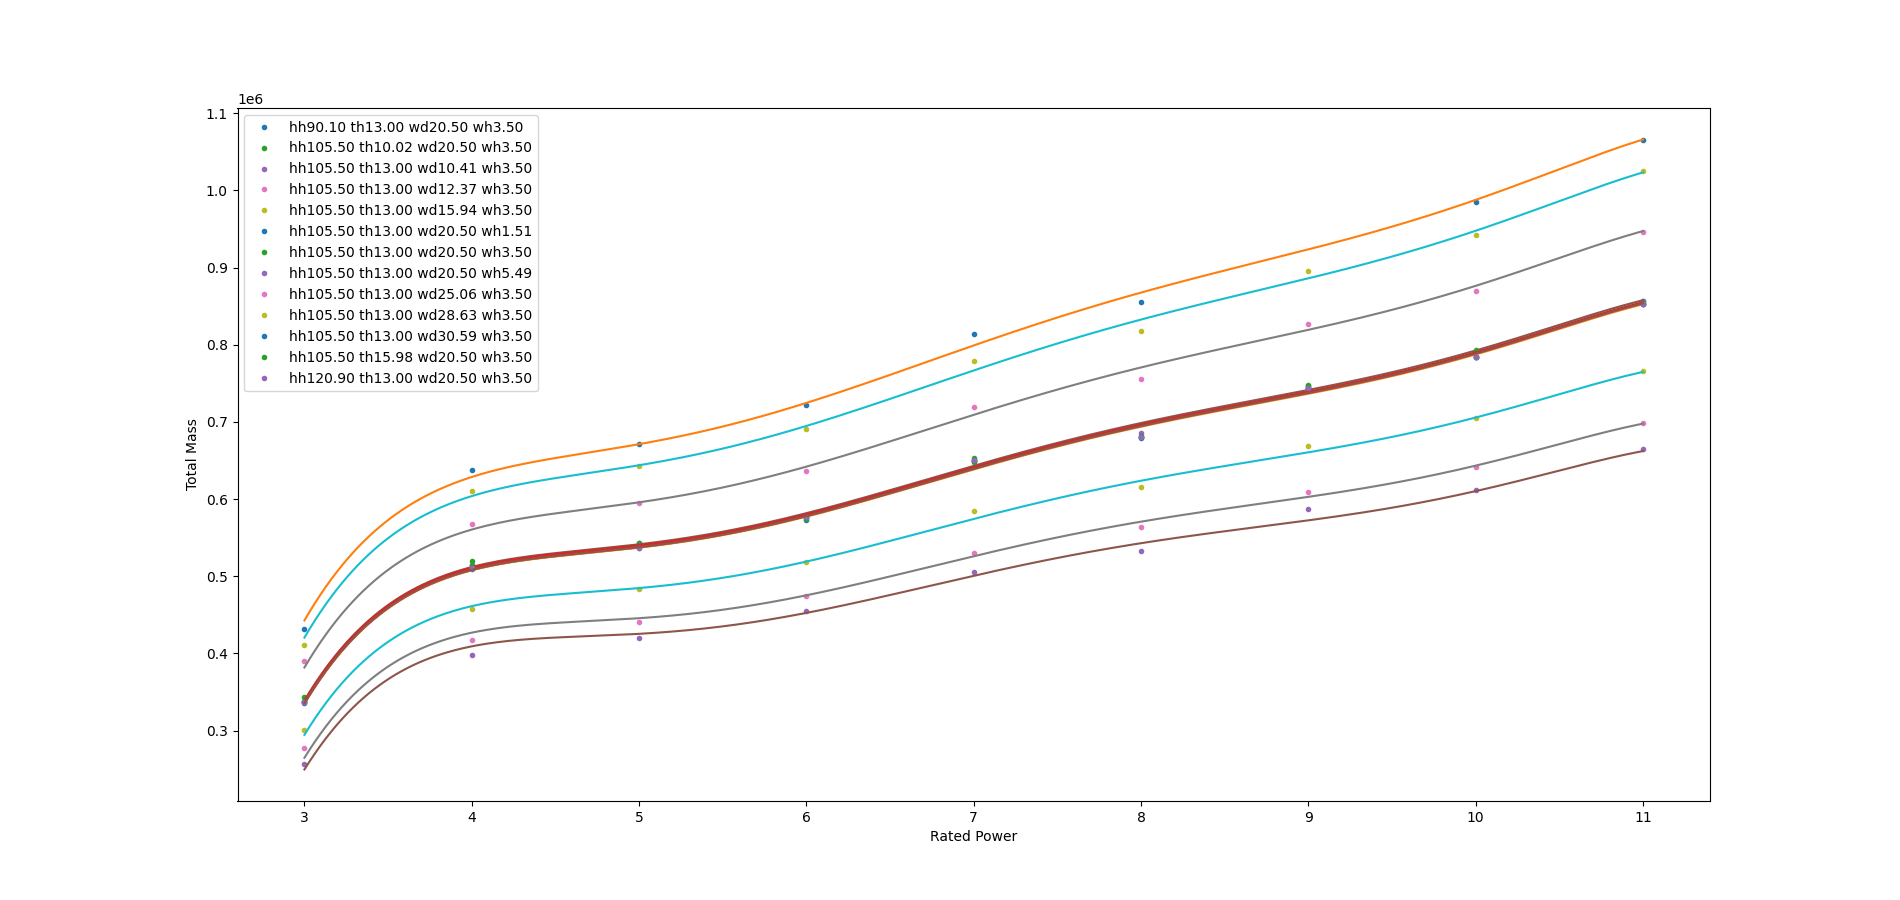 1e6
1.1
1.0
0.9
0.8
0.7
0.6
0.5
0.4
0.3
Total Mass
hh90.10 th13.00 wd20.50 wh3.50
hh105.50 th10.02 wd20.50 wh3.50
hh105.50 th13.00 wd10.41 wh3.50
hh105.50 th13.00 wd12.37 wh3.50
hh105.50 th13.00 wd15.94 wh3.50
hh105.50 th13.00 wd20.50 wh1.51
hh105.50 th13.00 wd20.50 wh3.50
hh105.50 th13.00 wd20.50 wh5.49
hh105.50 th13.00 wd25.06 wh3.50
hh105.50 th13.00 wd28.63 wh3.50
hh105.50 th13.00 wd30.59 wh3.50
hh105.50 th15.98 wd20.50 wh3.50
hh120.90 th13.00 wd20.50 wh3.50
3 4 5 6 7 8 9 10 11
Rated Power